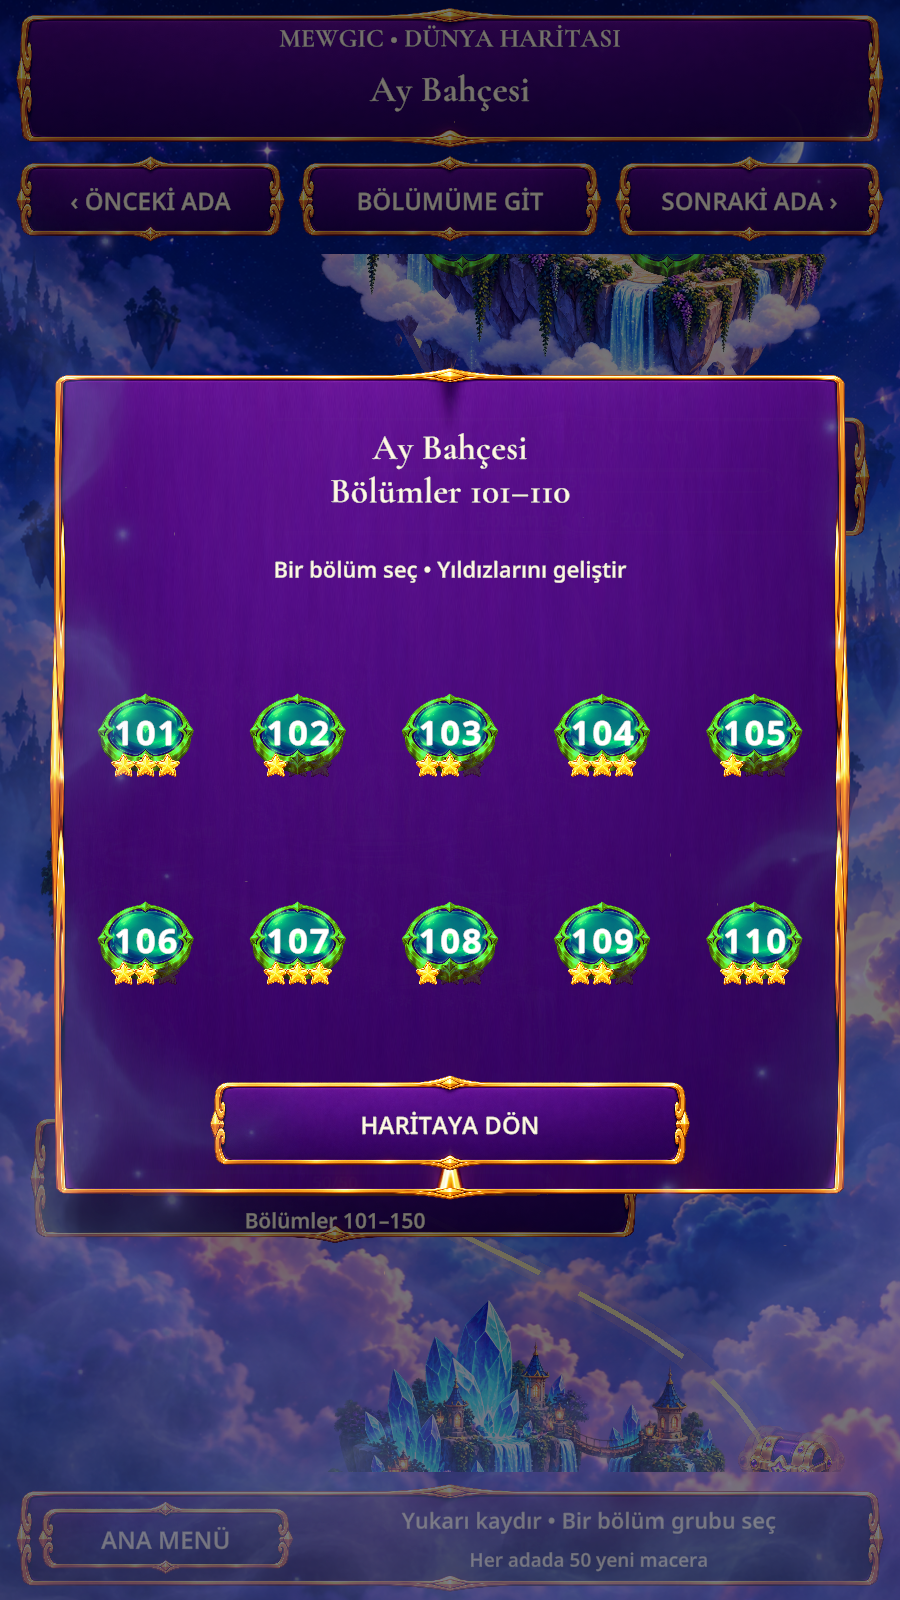 MEWGIC • DÜNYA HARİTASI
Ay Bahçesi
‹ ÖNCEKİ ADA
BÖLÜMÜME GİT
SONRAKİ ADA ›
Ay Bahçesi
Bölümler 101–110
Bir bölüm seç • Yıldızlarını geliştir
101
102
103
104
105
106
107
108
109
110
HARİTAYA DÖN
Bölümler 101–150
ANA MENÜ
Yukarı kaydır • Bir bölüm grubu seç
Her adada 50 yeni macera